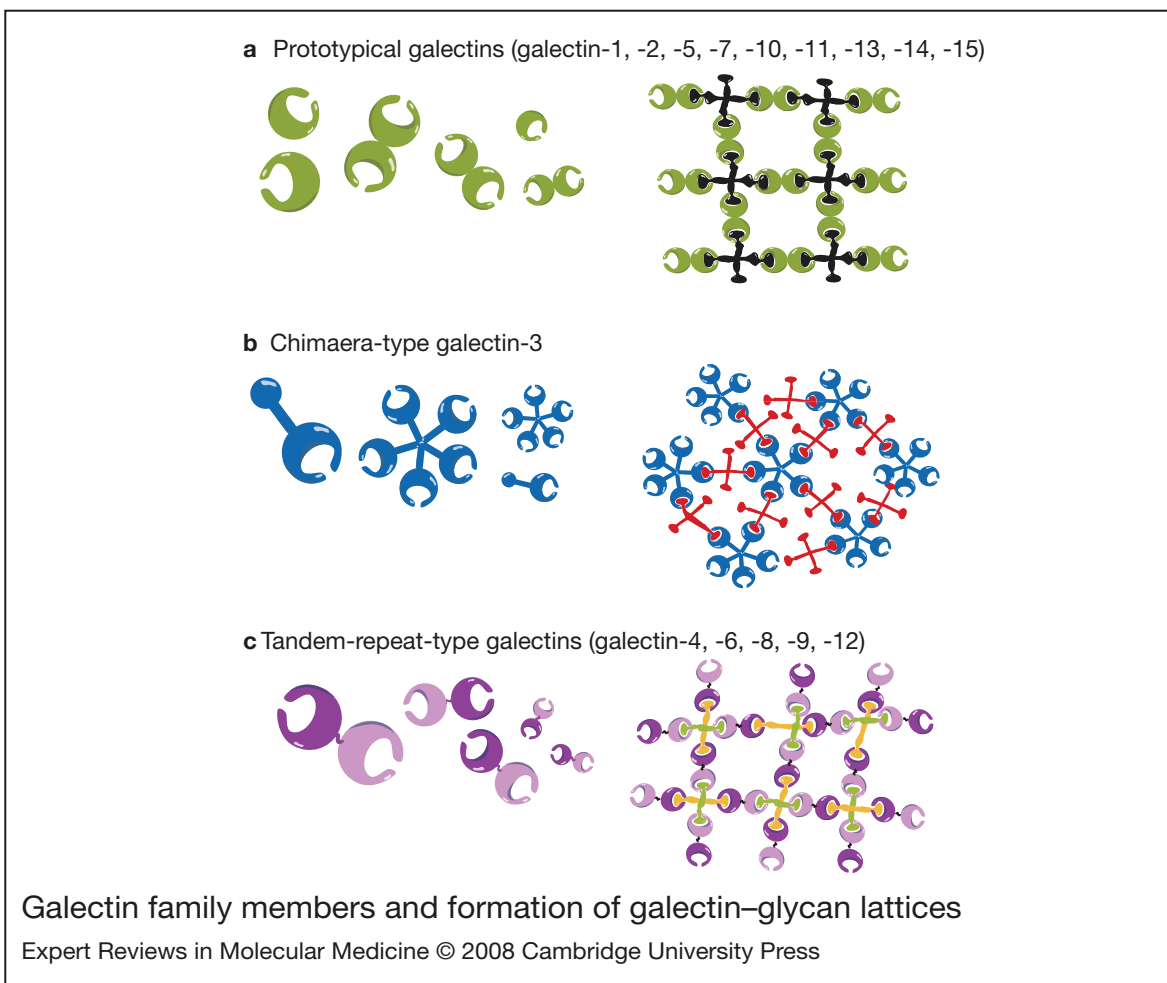 a Prototypical galectins (galectin-1, -2, -5, -7, -10, -11, -13, -14, -15)
b Chimaera-type galectin-3
c Tandem-repeat-type galectins (galectin-4, -6, -8, -9, -12)
Galectin family members and formation of galectin–glycan lattices
Expert Reviews in Molecular Medicine © 2008 Cambridge University Press